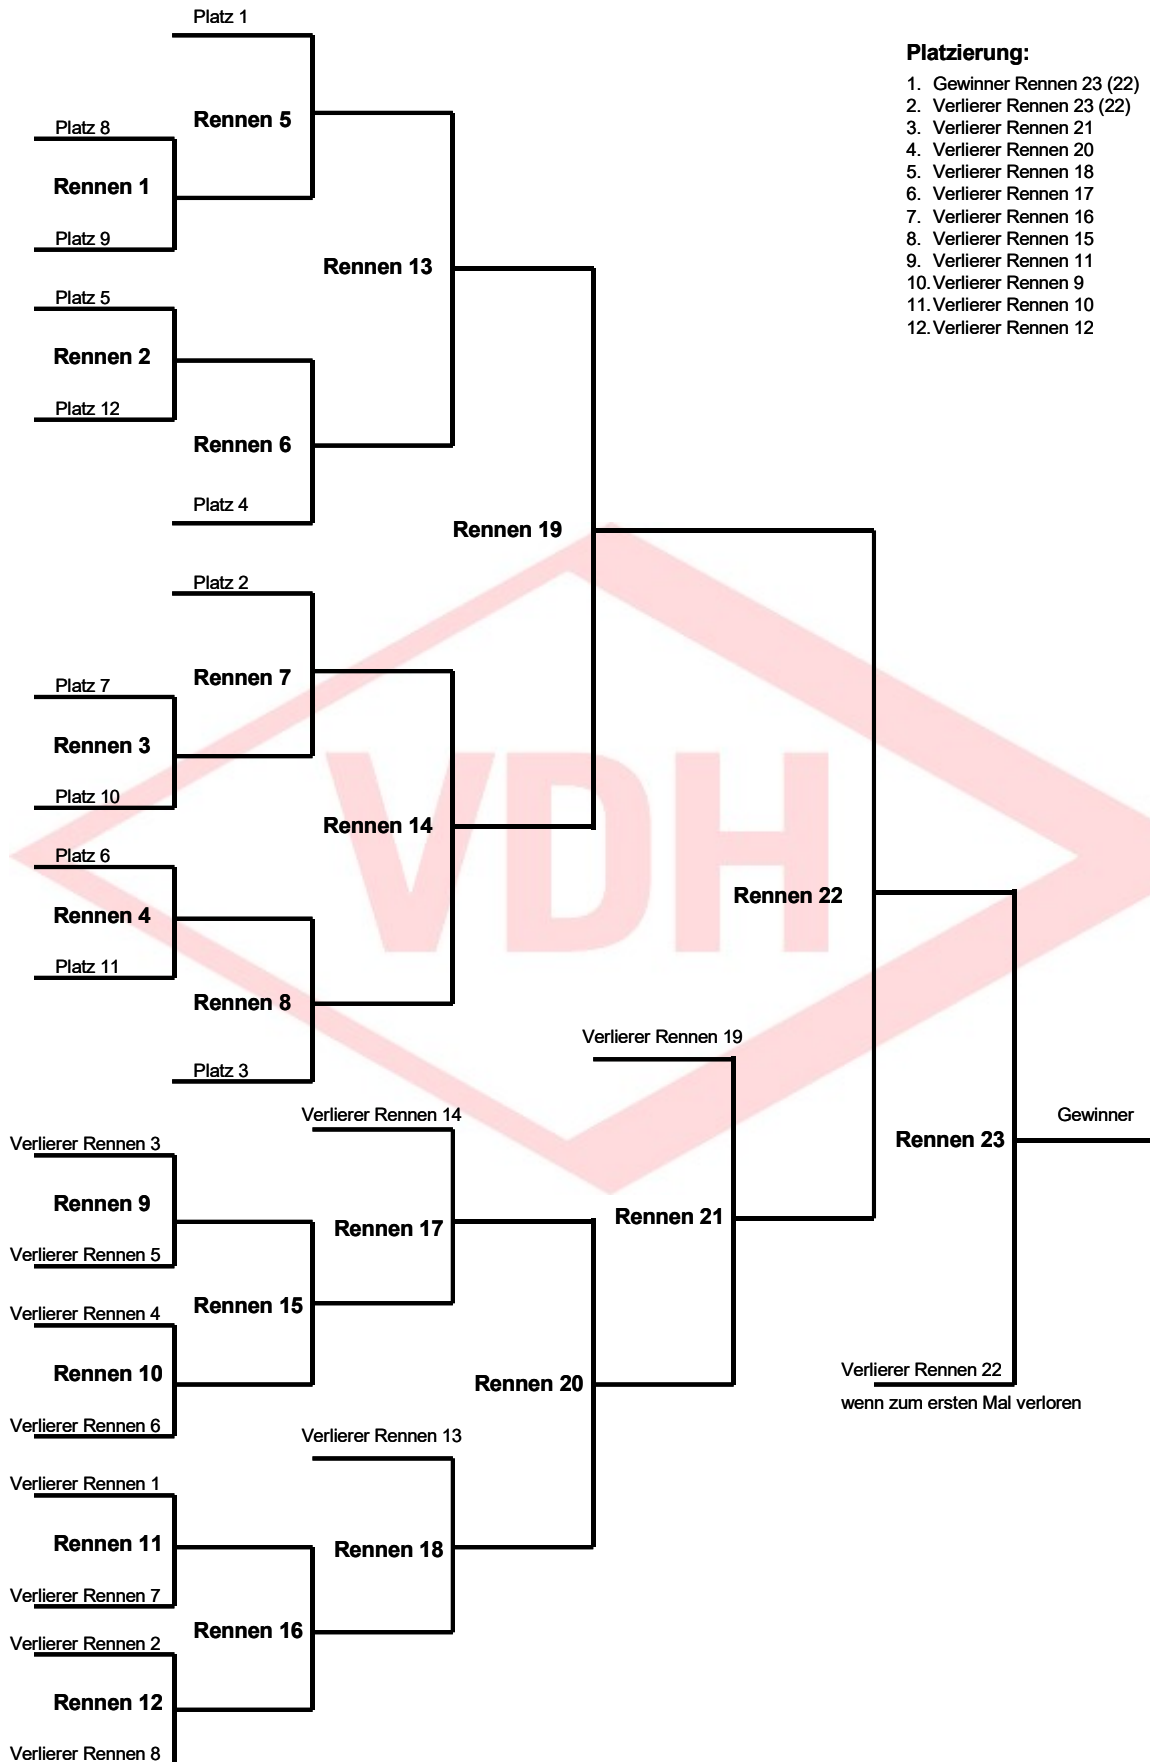 Platz 1
Platzierung:
1. Gewinner Rennen 23 (22)
2. Verlierer Rennen 23 (22)
3. Verlierer Rennen 21
4. Verlierer Rennen 20
5. Verlierer Rennen 18
6. Verlierer Rennen 17
7. Verlierer Rennen 16
8. Verlierer Rennen 15
9. Verlierer Rennen 11
10. Verlierer Rennen 9
11. Verlierer Rennen 10
12. Verlierer Rennen 12
Rennen 5
Platz 8
Rennen 1
Platz 9
Rennen 13
Platz 5
Rennen 2
Platz 12
Rennen 6
Platz 4
Rennen 19
Platz 2
Rennen 7
Platz 7
Rennen 3
Platz 10
Rennen 14
VDH
Platz 6
Rennen 22
Rennen 4
Platz 11
Rennen 8
Verlierer Rennen 19
Platz 3
Verlierer Rennen 14
Gewinner
Verlierer Rennen 3
Rennen 23
Rennen 9
Rennen 21
Rennen 17
Verlierer Rennen 5
Rennen 15
Verlierer Rennen 4
Rennen 10
Verlierer Rennen 22
Rennen 20
wenn zum ersten Mal verloren
Verlierer Rennen 6
Verlierer Rennen 13
Verlierer Rennen 1
Rennen 11
Rennen 18
Verlierer Rennen 7
Rennen 16
Verlierer Rennen 2
Rennen 12
Verlierer Rennen 8